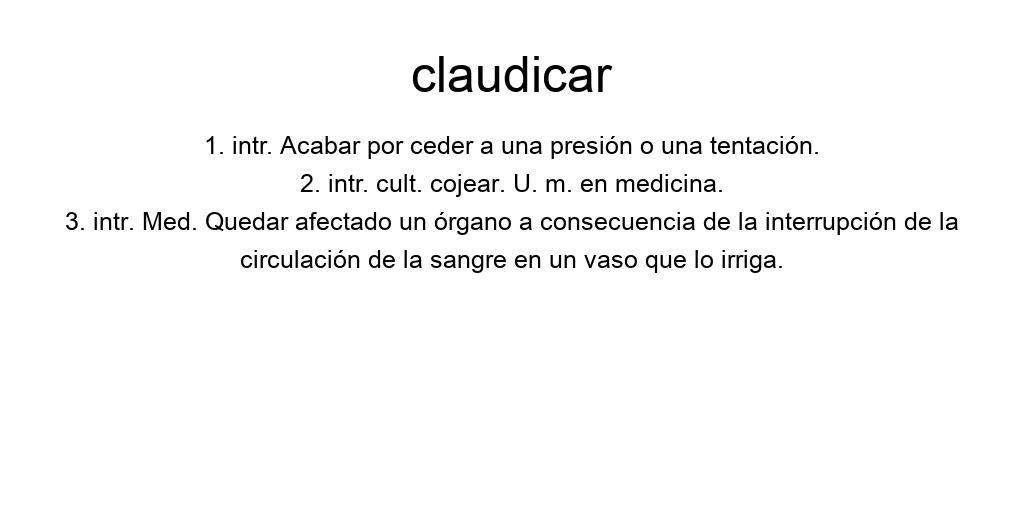 claudicar
1. intr. Acabar por ceder a una presión o una tentación.
2. intr. cult. cojear. U. m. en medicina.
3. intr. Med. Quedar afectado un órgano a consecuencia de la interrupción de la
circulación de la sangre en un vaso que lo irriga.